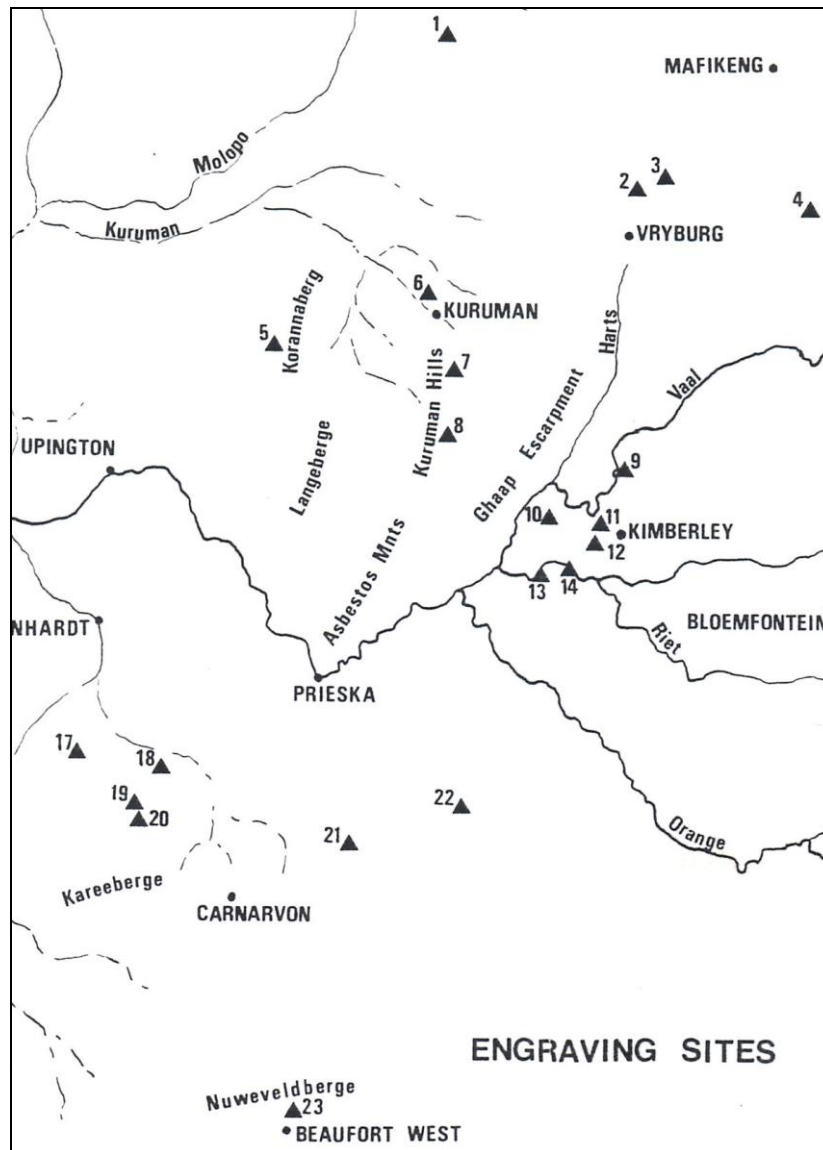 1
MAFIKENG
Molopo
3
2
4
Kuruman
VRYBURG
6
KURUMAN
Korannaberg
5
Harts
7
Kuruman Hills
Vaal
8
Ghaap Escarpment
Langeberge
UPINGTON
9
10
11
KIMBERLEY
12
Asbestos Mnts
13
14
NHARDT
BLOEMFONTEIN
Riet
PRIESKA
17
18
19
20
22
21
Orange
Kareeberge
CARNARVON
ENGRAVING SITES
Nuweveldberge
23
BEAUFORT WEST